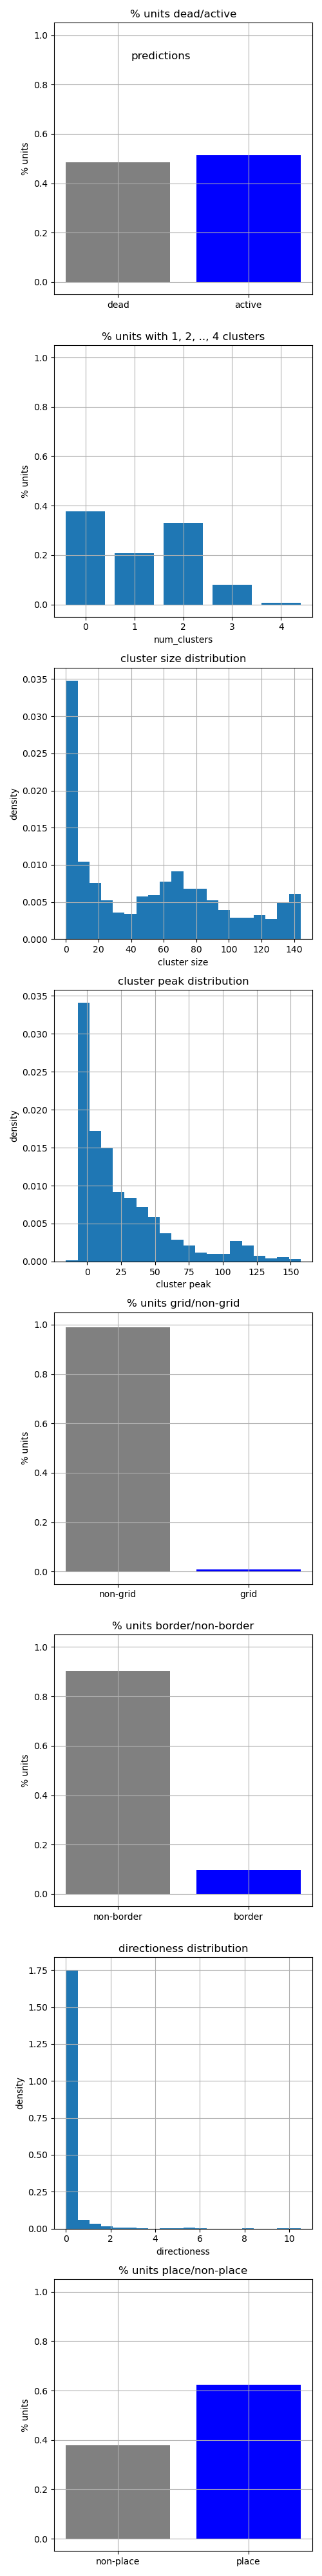 % units dead/active
1.0
predictions
0.8
0.6
% units
0.4
0.2
0.0
dead active
% units with 1, 2, .., 4 clusters
1.0
0.8
0.6
% units
0.4
0.2
0.0
0 1 2 3 4
num_clusters
cluster size distribution
0.035
0.030
0.025
0.020
density
0.015
0.010
0.005
0.000
0 20 40 60 80 100 120 140
cluster size
cluster peak distribution
0.035
0.030
0.025
0.020
density
0.015
0.010
0.005
0.000
0 25 50 75 100 125 150
cluster peak
% units grid/non-grid
1.0
0.8
0.6
% units
0.4
0.2
0.0
non-grid grid
% units border/non-border
1.0
0.8
0.6
% units
0.4
0.2
0.0
non-border border
directioness distribution
1.75
1.50
1.25
1.00
density
0.75
0.50
0.25
0.00
0 2 4 6 8 10
directioness
% units place/non-place
1.0
0.8
0.6
% units
0.4
0.2
0.0
non-place place